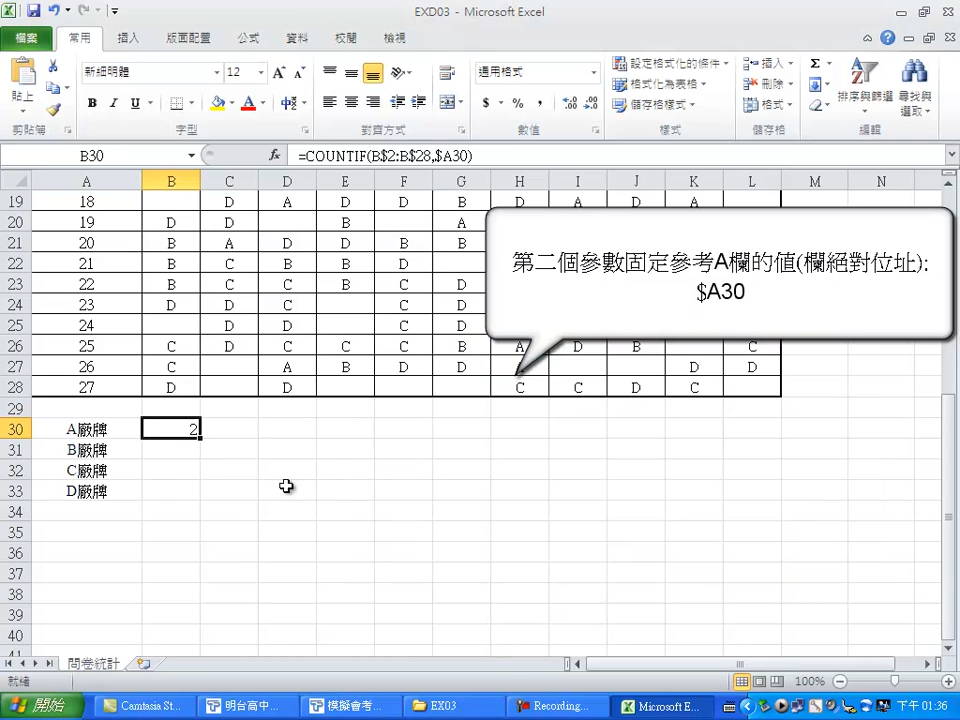 EXD03 - Microsoft Excel
檔案 常用 插入 版面配置 公式 資料 校閱 檢視
貼上 新細明體 12 通用格式 設定格式化的條件 插入 Σ
B I U 中 $ % , 格式化為表格 刪除 排序與篩選 尋找與選取
儲存格樣式 格式
剪貼簿 字型 對齊方式 數值 樣式 儲存格 編輯
B30 fx =COUNTIF(B$2:B$28,$A30)
A B C D E F G H I J K L M N
19 18 D A D D B D A D A
20 19 D D B A
21 20 B A D D B B
22 21 B C B B D
23 22 B C C B C D
24 23 D D C C D
25 24 D D C D
26 25 C D C C C B A D B C
27 26 C A B D D D D
28 27 D D C C D C
29
30 A廠牌 2
31 B廠牌
32 C廠牌
33 D廠牌
34
35
36
37
38
39
40
41
第二個參數固定參考A欄的值(欄絕對位址):
$A30
問卷統計
就緒 100%
開始 Camtasia St... 明台高中... 模擬會考... EX03 Recording... Microsoft E... 下午 01:36